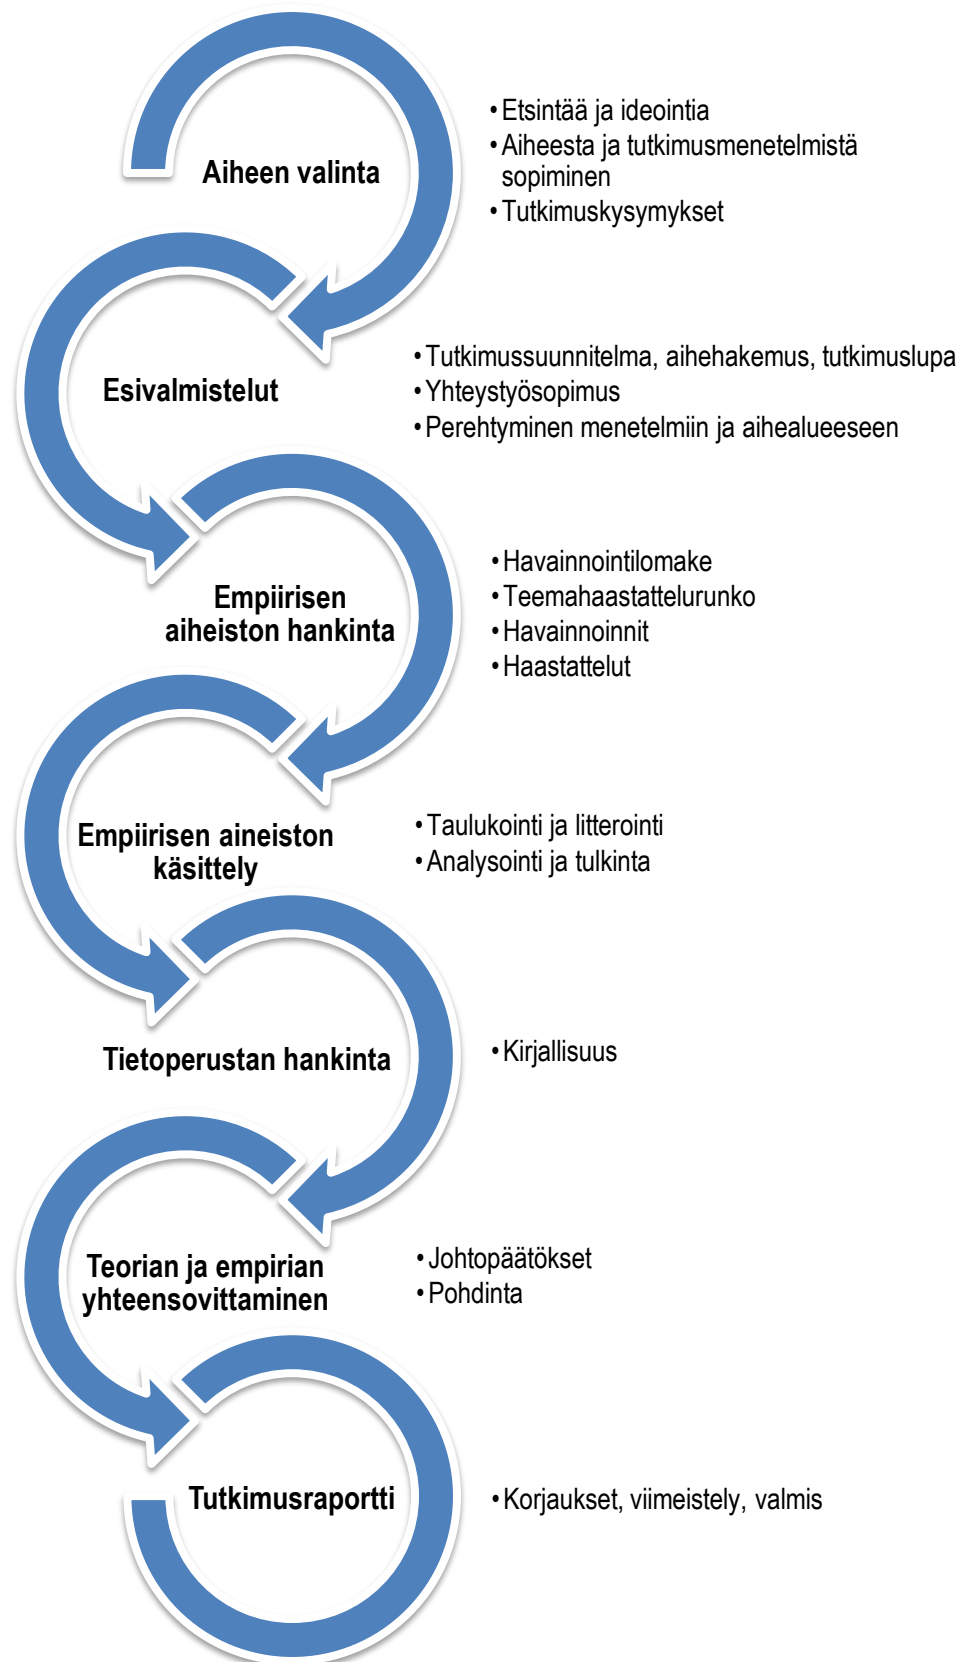 Aiheen valinta
• Etsintää ja ideointia
• Aiheesta ja tutkimusmenetelmistä
sopiminen
• Tutkimuskysymykset
Esivalmistelut
• Tutkimussuunnitelma, aihehakemus, tutkimuslupa
• Yhteystyösopimus
• Perehtyminen menetelmiin ja aihealueeseen
Empiirisen
aiheiston hankinta
• Havainnointilomake
• Teemahaastattelurunko
• Havainnoinnit
• Haastattelut
Empiirisen aineiston
käsittely
• Taulukointi ja litterointi
• Analysointi ja tulkinta
Tietoperustan hankinta
• Kirjallisuus
Teorian ja empirian
yhteensovittaminen
• Johtopäätökset
• Pohdinta
Tutkimusraportti
• Korjaukset, viimeistely, valmis